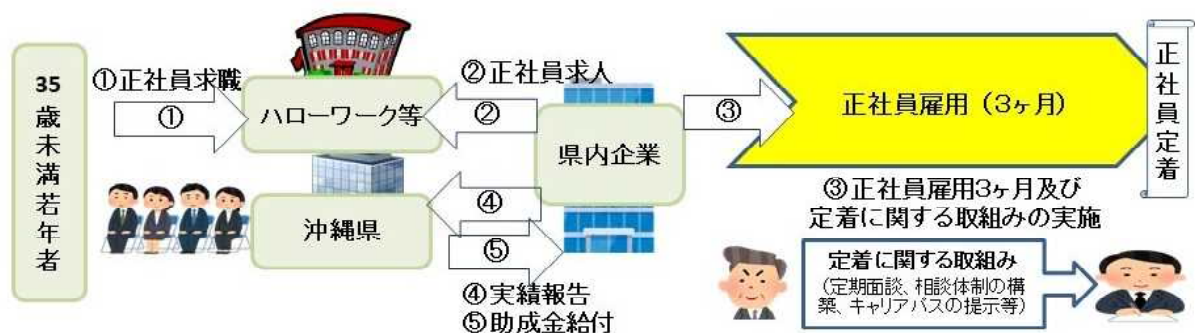 35歳未満若年者
①正社員求職
①
ハローワーク等
②正社員求人
②
県内企業
③
正社員雇用（3ヶ月）
正社員定着
沖縄県
④
⑤
④実績報告
⑤助成金給付
③正社員雇用3ヶ月及び
定着に関する取組みの実施
定着に関する取組み
（定期面談、相談体制の構
築、キャリアパスの提示等）